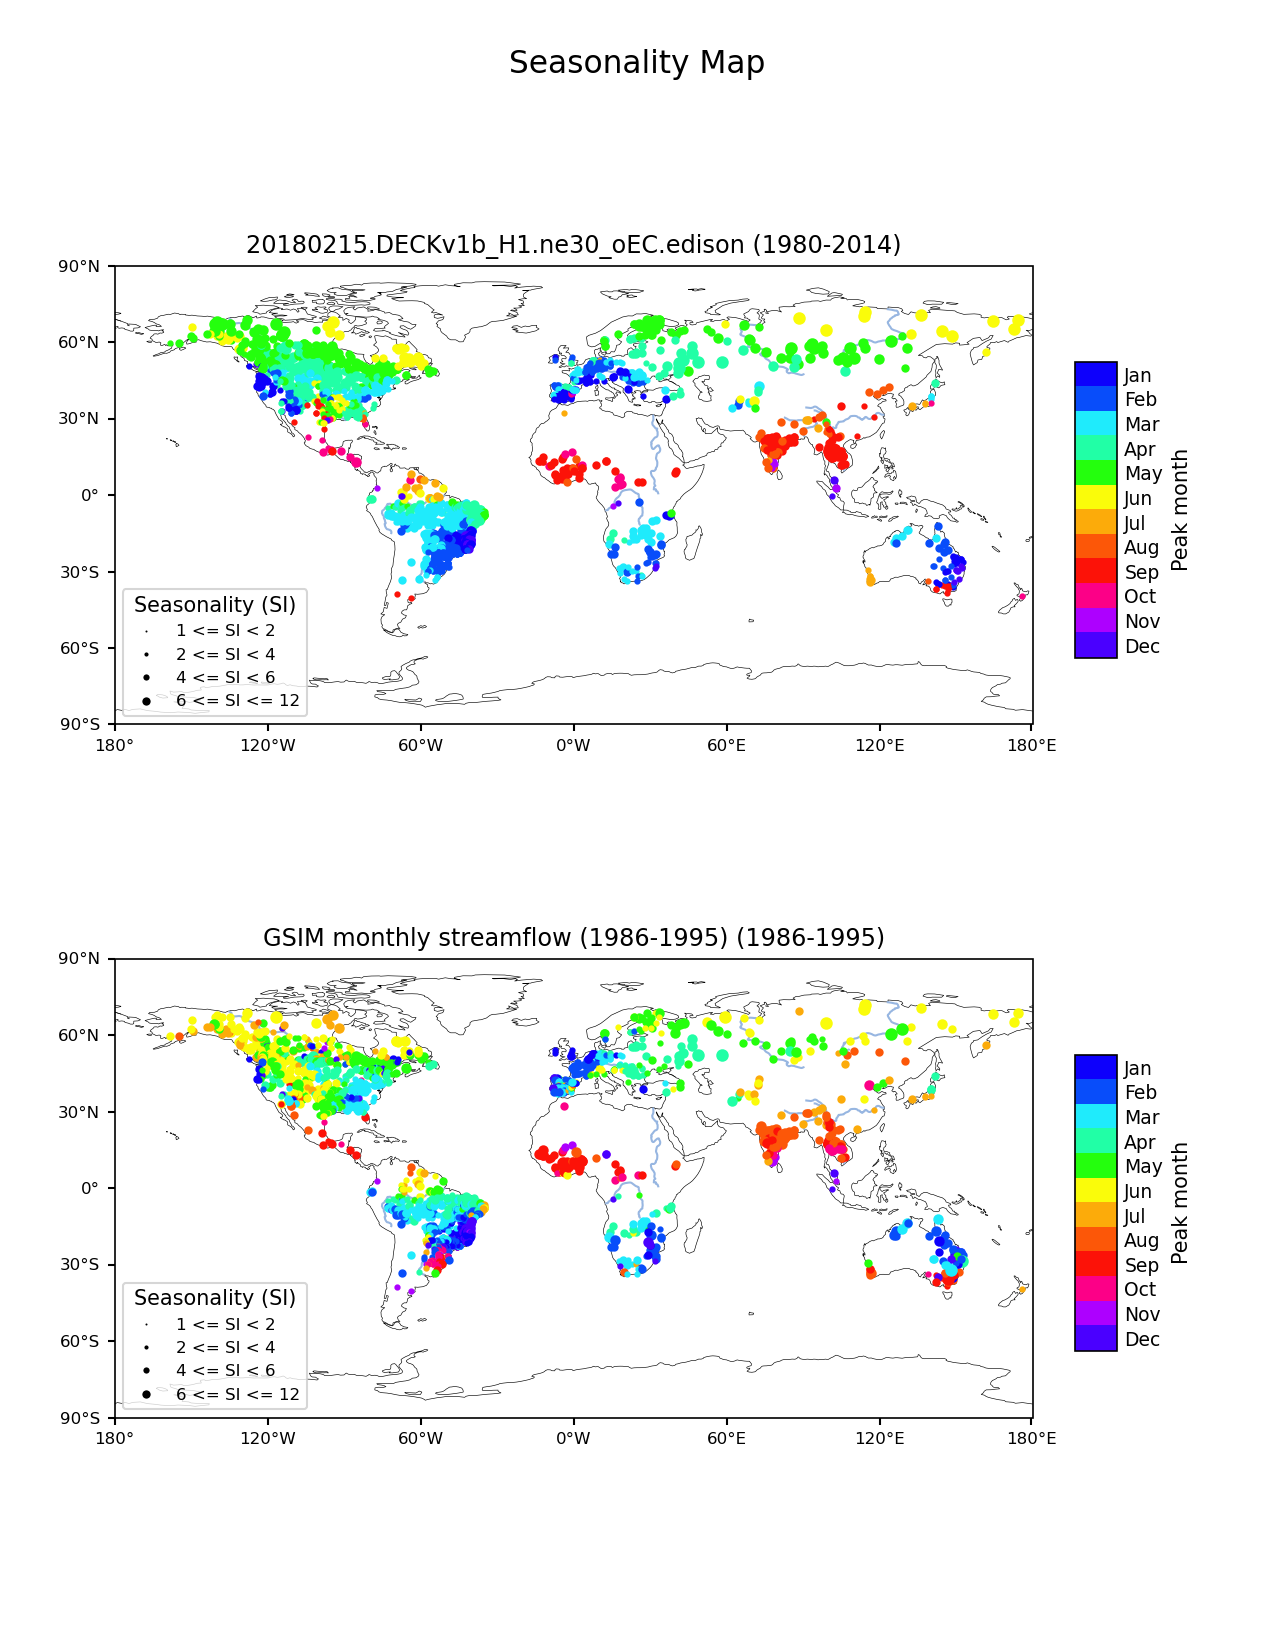 Seasonality Map
20180215.DECKv1b_H1.ne30_oEC.edison (1980-2014)
90°N
60°N
30°N
0°
30°S
60°S
90°S
180°
120°W
60°W
0°W
60°E
120°E
180°E
Seasonality (SI)
1 <= SI < 2
2 <= SI < 4
4 <= SI < 6
6 <= SI <= 12
Jan
Feb
Mar
Apr
May
Jun
Jul
Aug
Sep
Oct
Nov
Dec
Peak month
GSIM monthly streamflow (1986-1995) (1986-1995)
90°N
60°N
30°N
0°
30°S
60°S
90°S
180°
120°W
60°W
0°W
60°E
120°E
180°E
Seasonality (SI)
1 <= SI < 2
2 <= SI < 4
4 <= SI < 6
6 <= SI <= 12
Jan
Feb
Mar
Apr
May
Jun
Jul
Aug
Sep
Oct
Nov
Dec
Peak month